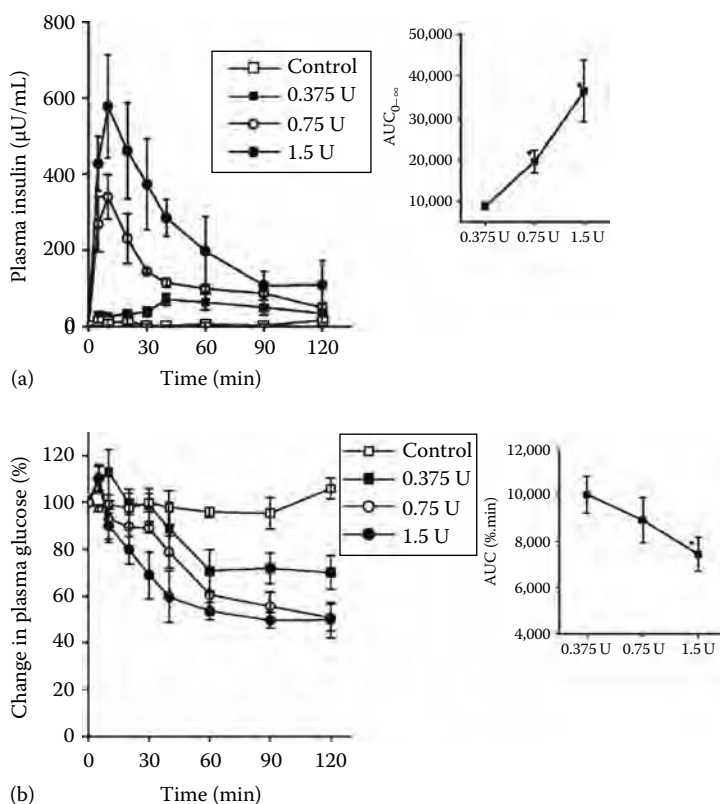 800
600
400
200
0
Plasma insulin (µU/mL)
0 30 60 90 120
Time (min)
(a)
Control
0.375 U
0.75 U
1.5 U
50,000
40,000
30,000
20,000
10,000
AUC0–∞
0.375 U 0.75 U 1.5 U
120
100
80
60
40
20
0
Change in plasma glucose (%)
0 30 60 90 120
Time (min)
(b)
Control
0.375 U
0.75 U
1.5 U
12,000
10,000
8,000
6,000
4,000
AUC (%.min)
0.375 U 0.75 U 1.5 U